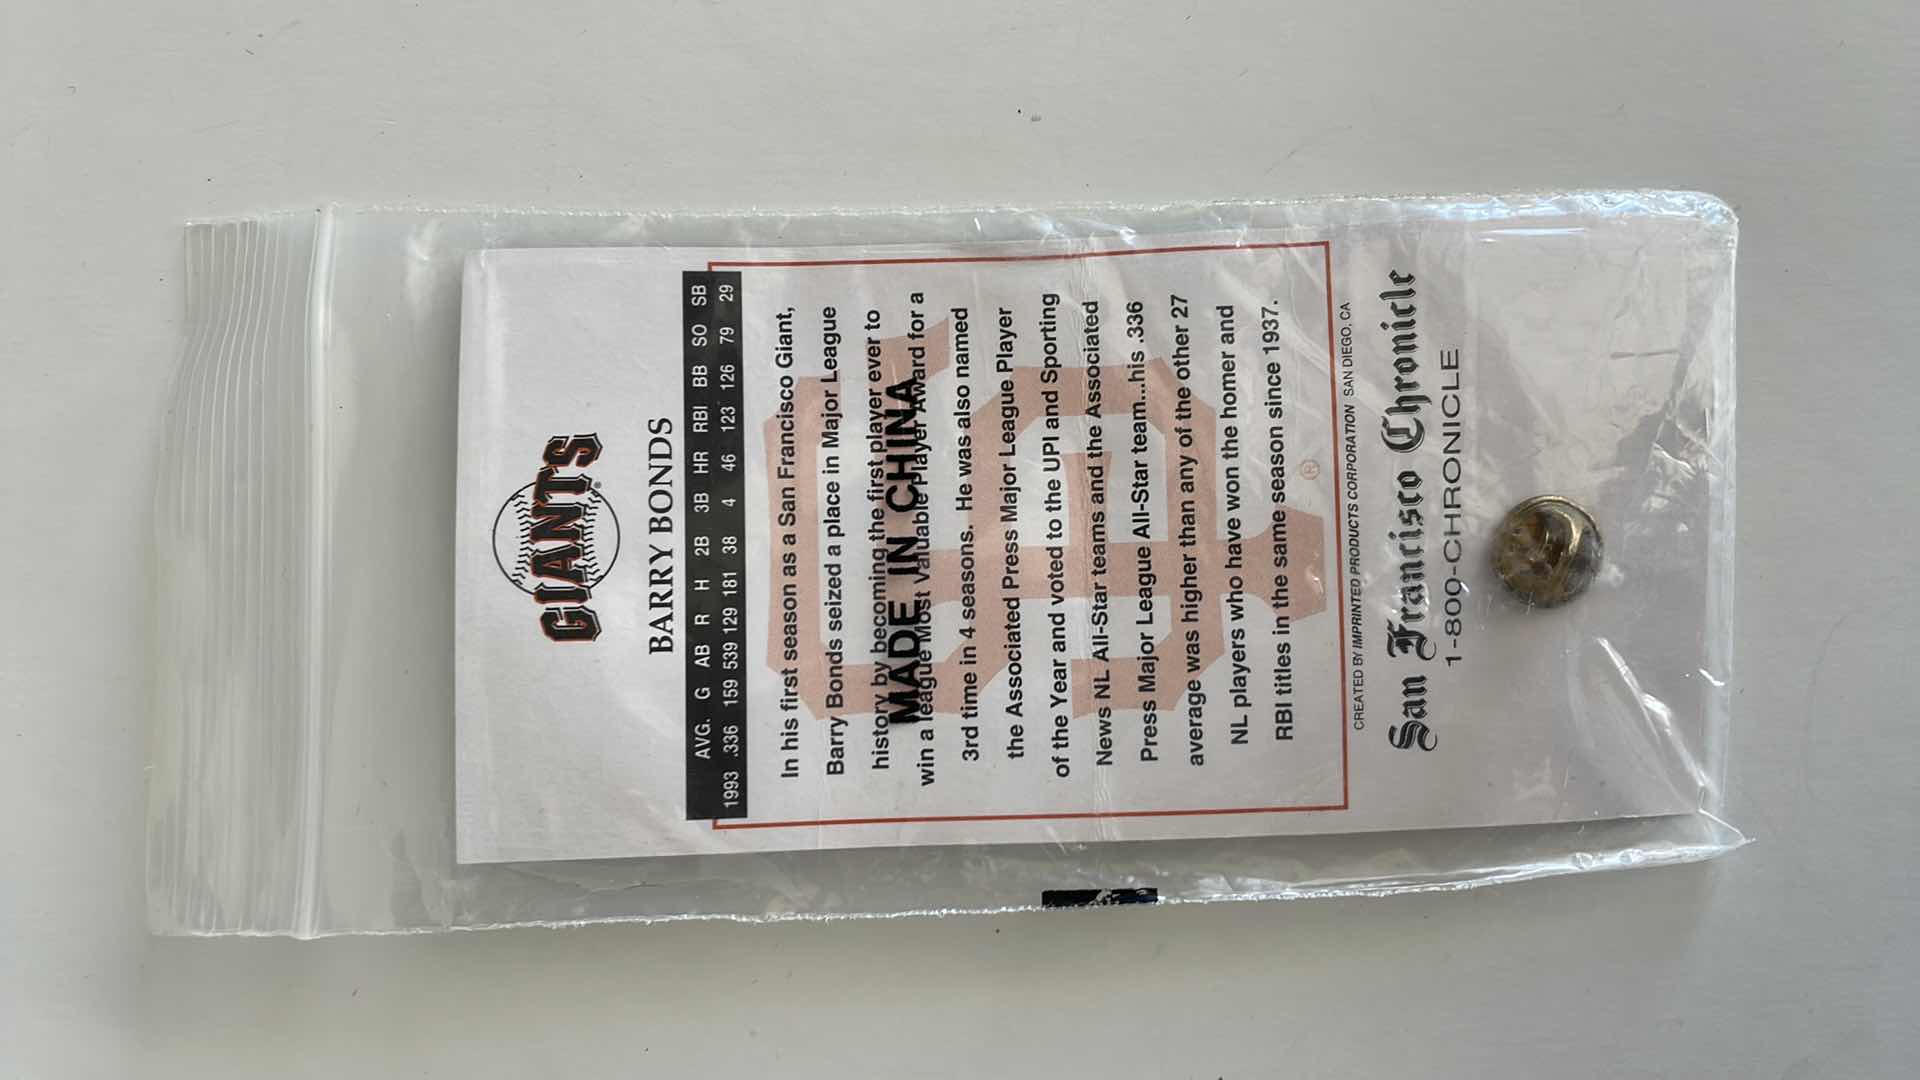 GIANTS
BARRY BONDS
AVG. G AB R H 2B 3B HR RBI BB SO SB
1993 .336 159 539 129 181 38 4 46 123 126 79 29
In his first season as a San Francisco Giant,
Barry Bonds seized a place in Major League
history by becoming the first player ever to
win a league Most Valuable Player Award for a
MADE IN CHINA
3rd time in 4 seasons. He was also named
the Associated Press Major League Player
of the Year and voted to the UPI and Sporting
News NL All-Star teams and the Associated
Press Major League All-Star team...his .336
average was higher than any of the other 27
NL players who have won the homer and
RBI titles in the same season since 1937.
®
CREATED BY IMPRINTED PRODUCTS CORPORATION SAN DIEGO, CA
San Francisco Chronicle
1-800-CHRONICLE